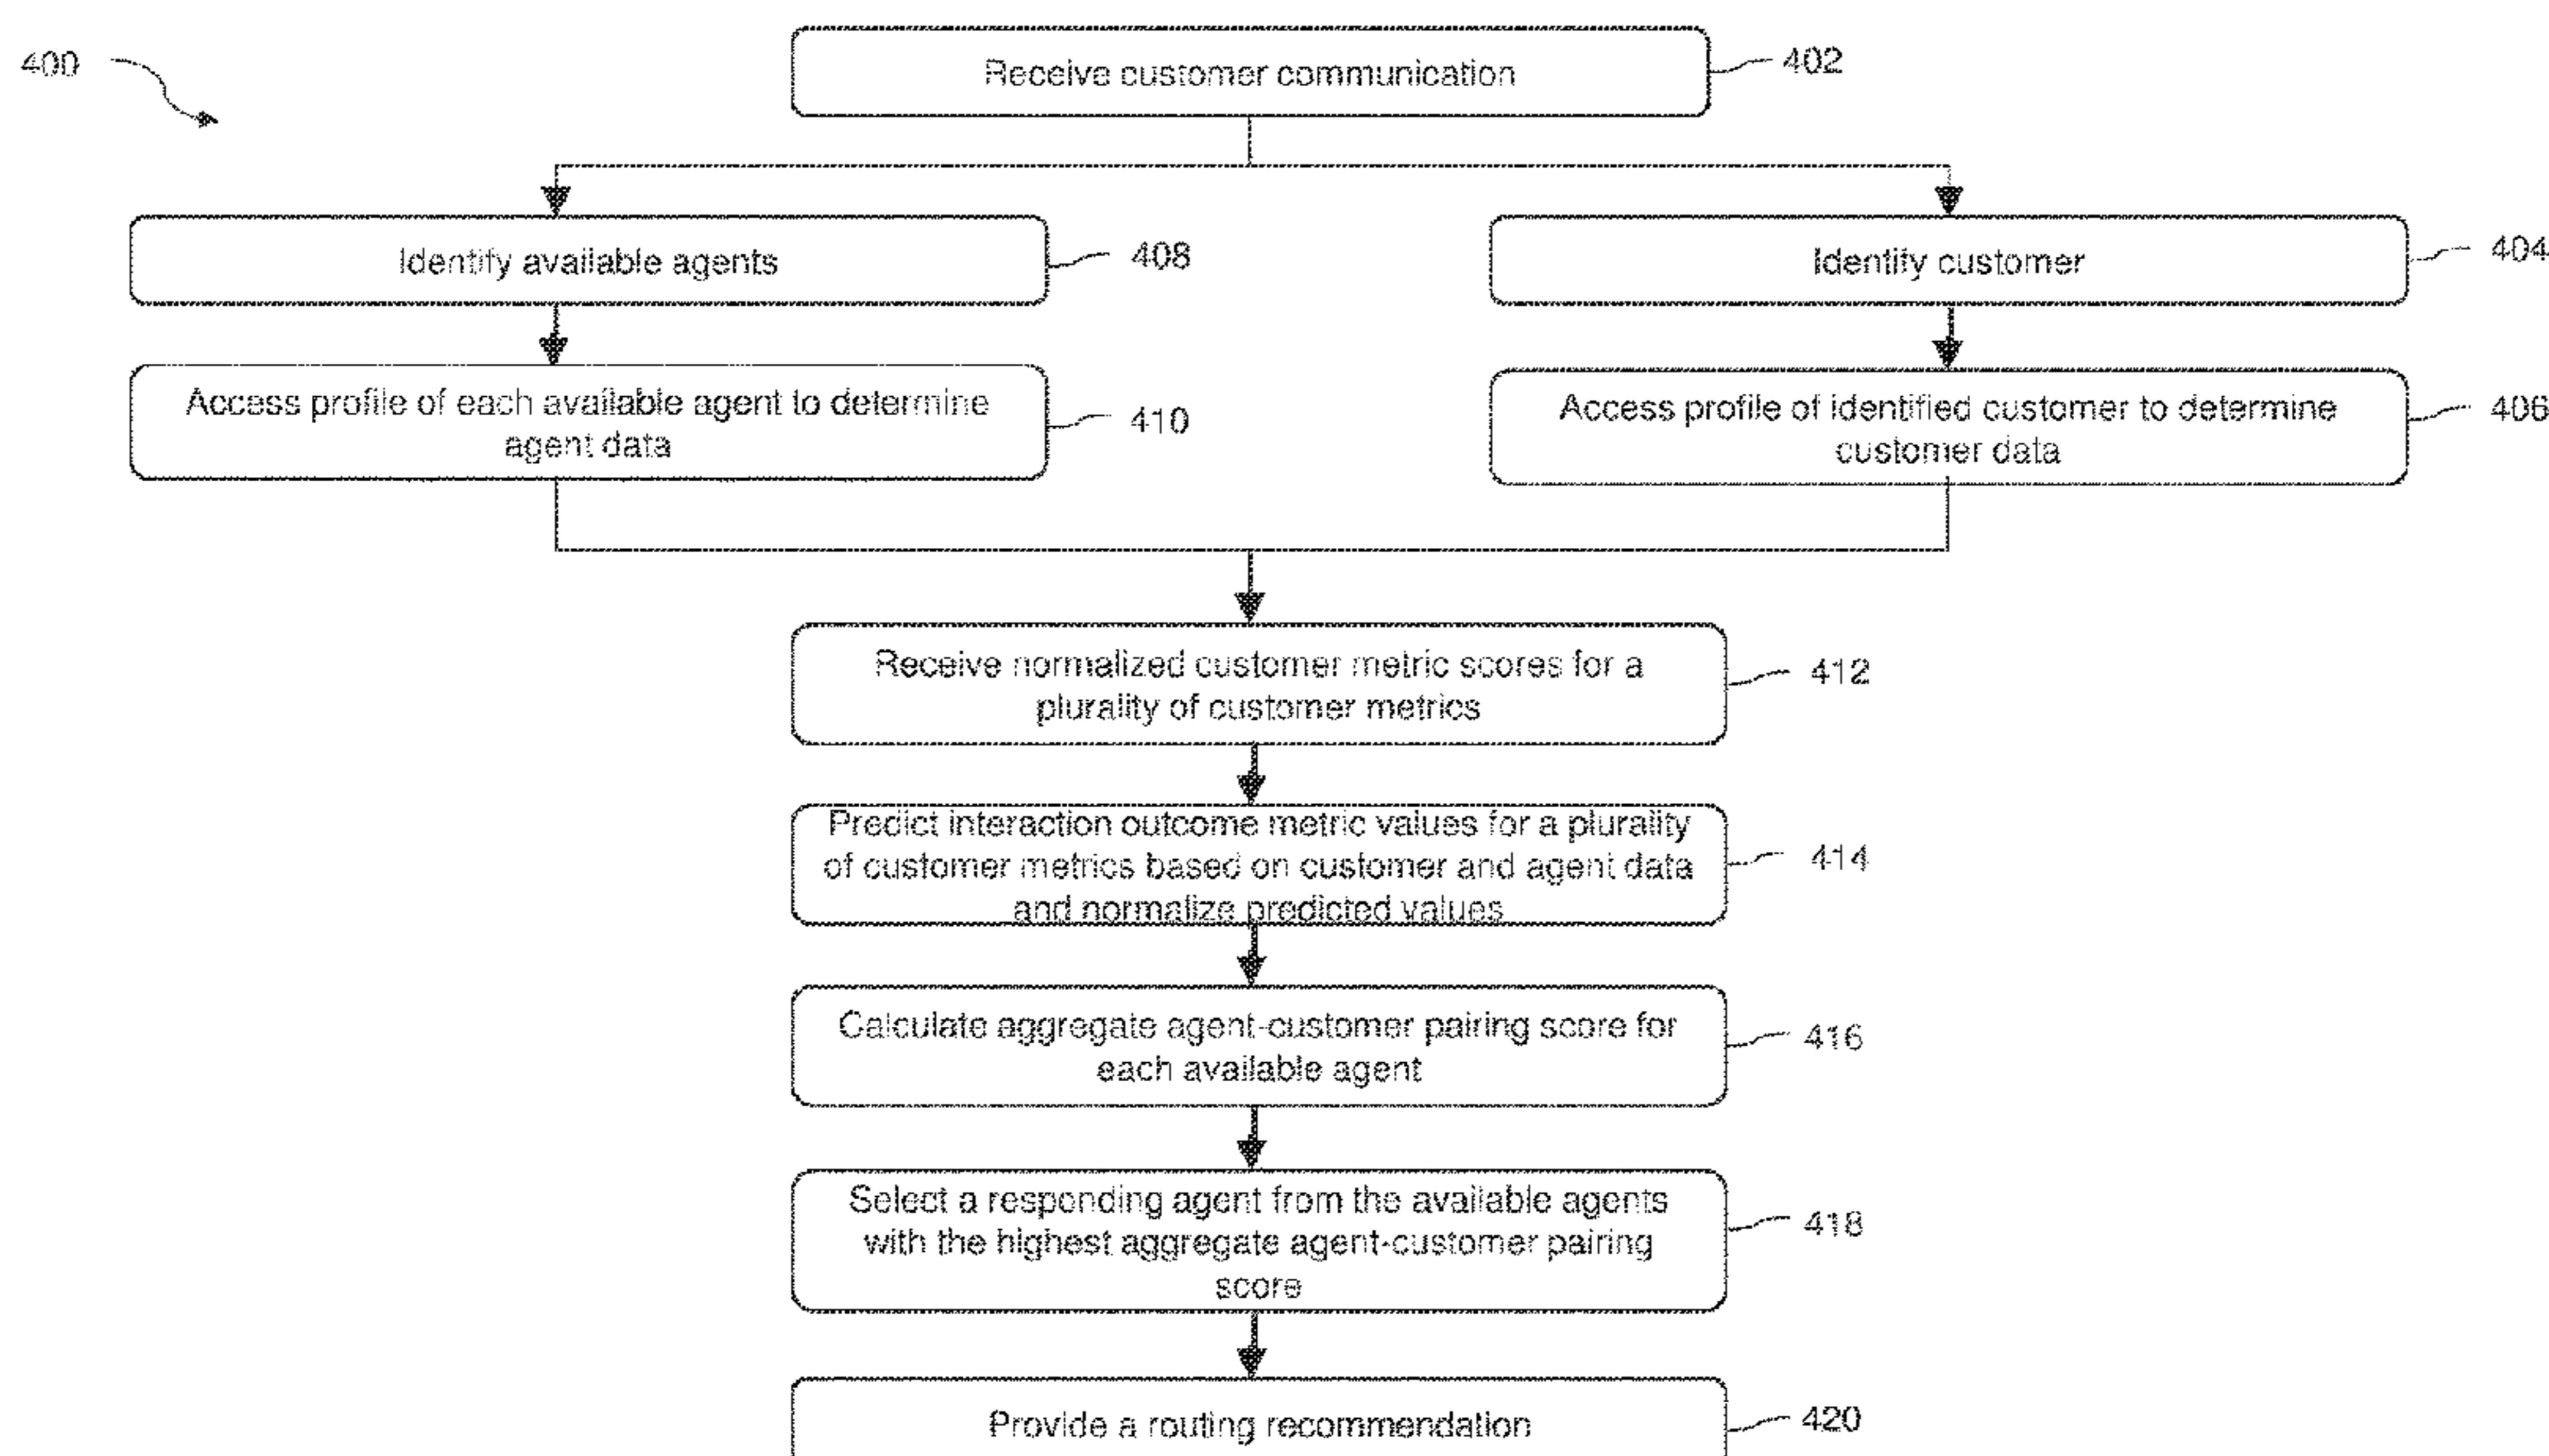 400
Receive customer communication
402
Identify available agents
408
Identify customer
404
Access profile of each available agent to determine
agent data
410
Access profile of identified customer to determine
customer data
406
Receive normalized customer metric scores for a
plurality of customer metrics
412
Predict interaction outcome metric values for a plurality
of customer metrics based on customer and agent data
and normalize predicted values
414
Calculate aggregate agent-customer pairing score for
each available agent
416
Select a responding agent from the available agents
with the highest aggregate agent-customer pairing
score
418
Provide a routing recommendation
420